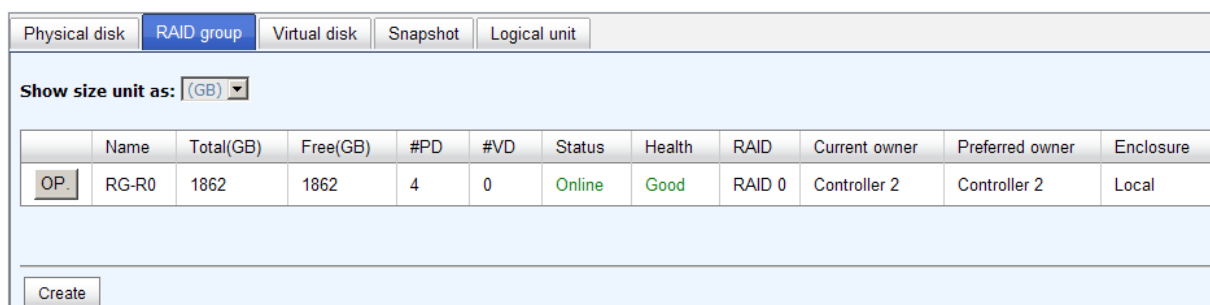 Physical disk RAID group Virtual disk Snapshot Logical unit
Show size unit as: (GB)
Name Total(GB) Free(GB) #PD #VD Status Health RAID Current owner Preferred owner Enclosure
OP. RG-R0 1862 1862 4 0 Online Good RAID 0 Controller 2 Controller 2 Local
Create